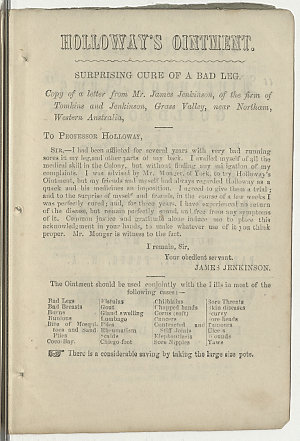 HOLLOWAY'S OINTMENT.
SURPRISING CURE OF A BAD LEG.
Copy of a letter from Mr. James Jenkinson, of the firm of
Tomkins and Jenkinson, Grass Valley, near Northam,
Western Australia,
To PROFESSOR HOLLOWAY,
SIR,—I had been afflicted for several years with very bad running
sores in my leg and other parts of my body. I availed myself of all the
medical skill in the Colony, but without finding any mitigation of my
complaints. I was advised by Mr. Monger, of York, to try Holloway's
Ointment, but my friends and myself had always regarded Holloway as a
quack and his medicines an imposition. I agreed to give them a trial;
and to the surprise of myself and friends, in the course of a few weeks I
was perfectly cured; and, for three years, I have experienced no return
of the disease, but remain perfectly sound, and free from any symptoms
of it. Common justice and gratitude alone induce me to place this
acknowledgment in your hands, to make whatever use of it you think
proper. Mr. Monger is witness to the fact.
I remain, Sir,
Your obedient servant.
JAMES JENKINSON.
The Ointment should be used conjointly with the Pills in most of the
following cases:—
Bad Legs Fistulas Chilblains Sore Throats
Bad Breasts Gout Chapped hands Skin diseases
Burns Gland swelling Corns (soft) Scurvy
Bunions Lumbago Cancers Sore heads
Bite of Mosqui- Piles Contracted and Tumours
toes and Sand Rheumatism Stiff Joints Ulcers
Flies Scalds Elephantiasis Wounds
Coco-Bay Chiego-foot Sore Nipples Yaws
There is a considerable saving by taking the large size pots.